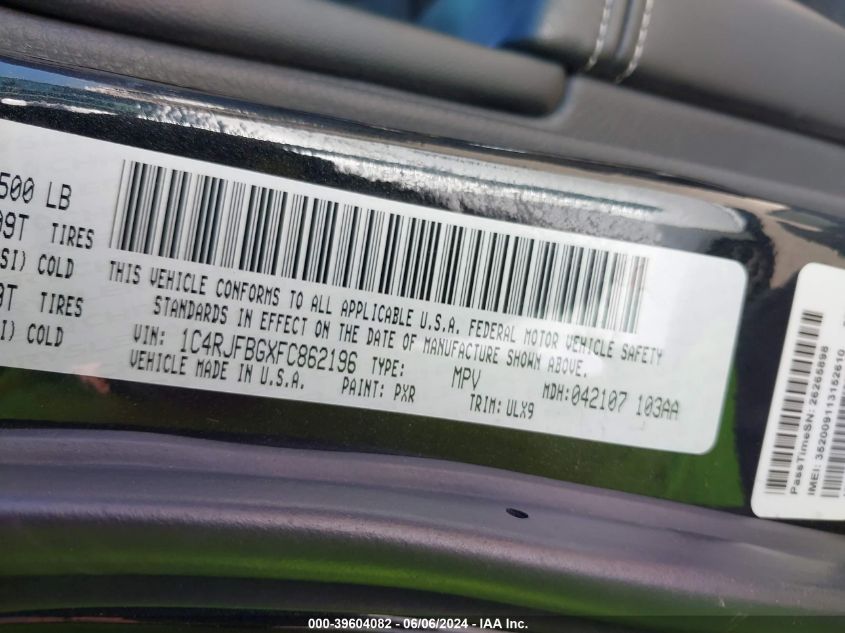 500 LB
09T TIRES
SI) COLD
9T TIRES
I) COLD
THIS VEHICLE CONFORMS TO ALL APPLICABLE U.S.A. FEDERAL MOTOR VEHICLE SAFETY
STANDARDS IN EFFECT ON THE DATE OF MANUFACTURE SHOWN ABOVE.
VIN: 1C4RJFBGXFC862196 TYPE: MPV MDH:042107 103AA
VEHICLE MADE IN U.S.A. PAINT: PXR TRIM:ULX9
PassTimeSN: 26265898
IMEI: 352009113152610
000-39604082 - 06/06/2024 - IAA Inc.